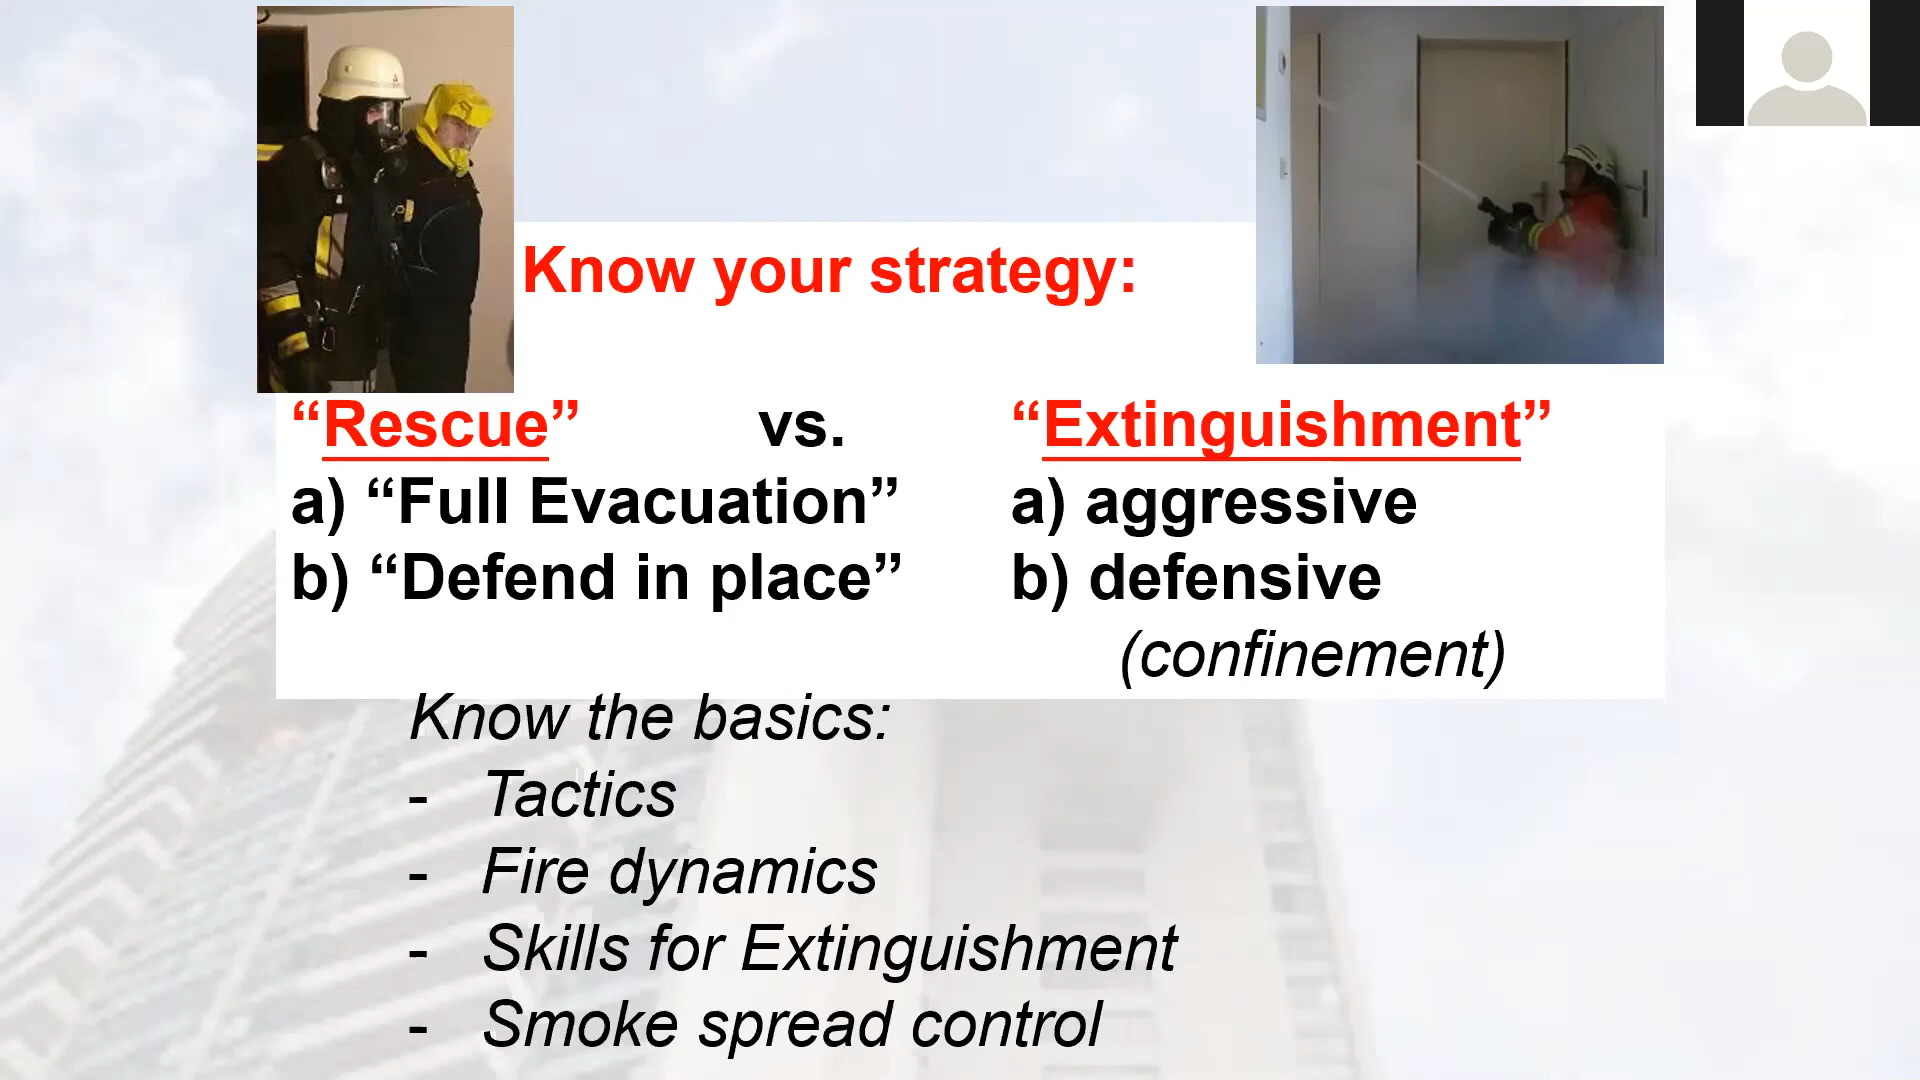 Know your strategy:
“Rescue” vs. “Extinguishment”
a) “Full Evacuation” a) aggressive
b) “Defend in place” b) defensive
(confinement)
Know the basics:
- Tactics
- Fire dynamics
- Skills for Extinguishment
- Smoke spread control